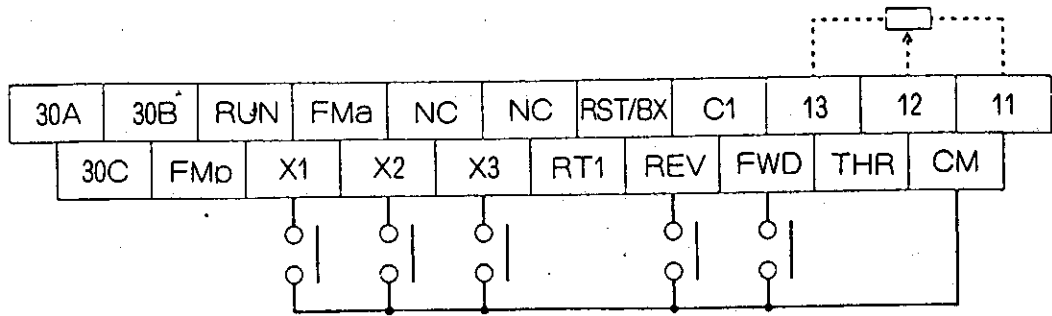 30A 30B RUN FMa NC NC RST/BX C1 13 12 11
30C FMp X1 X2 X3 RT1 REV FWD THR CM